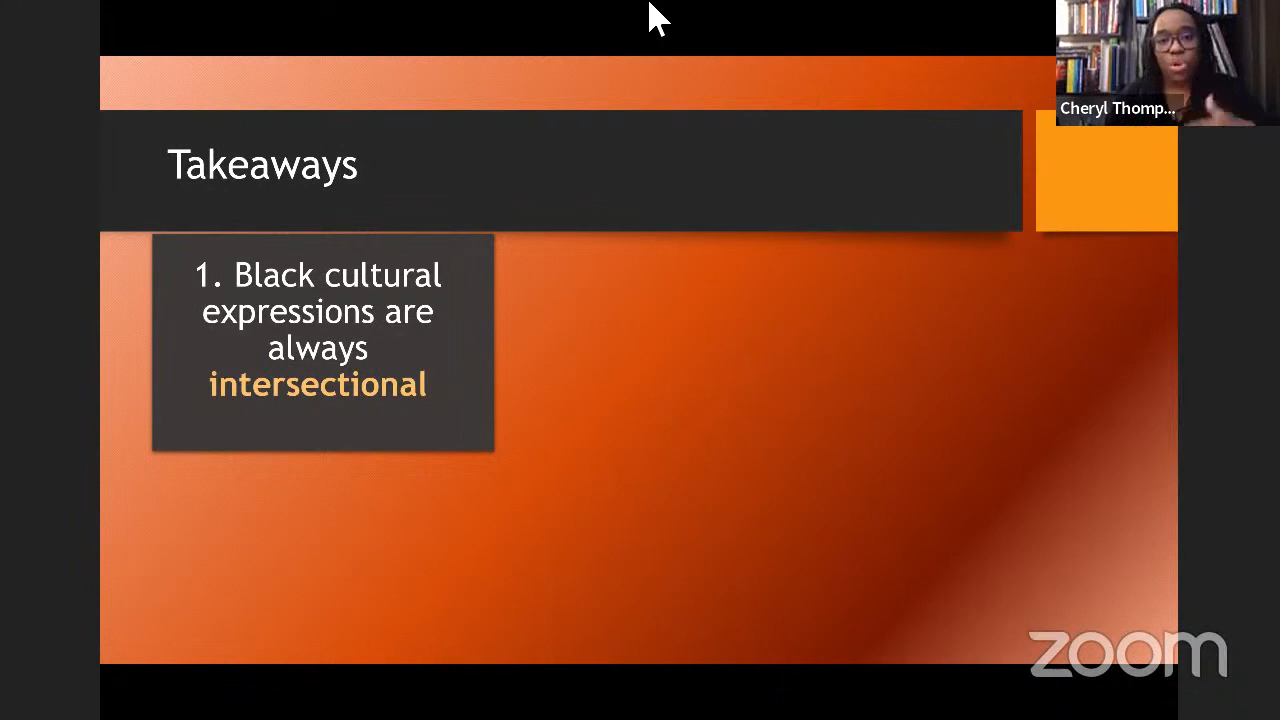 Cheryl Thomp...
Takeaways
1. Black cultural
expressions are
always
intersectional
zoom